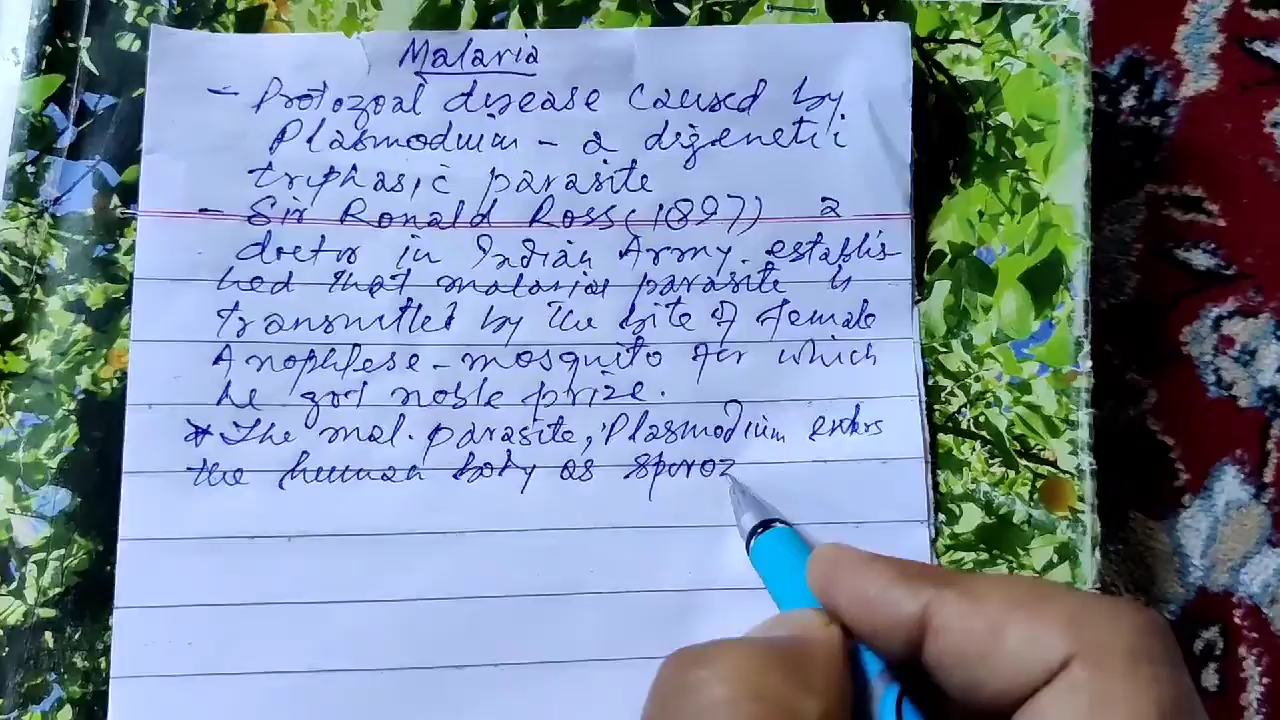 Malaria
- Protozoal disease caused by
Plasmodium - a digenetic
triphasic parasite
- Sir Ronald Ross (1897) a
doctor in Indian Army establis
hed that malarial parasite is
transmitted by the bite of female
Anophlese - mosquito for which
he got noble prize.
* The mal. parasite, Plasmodium enters
the human body as sporoz